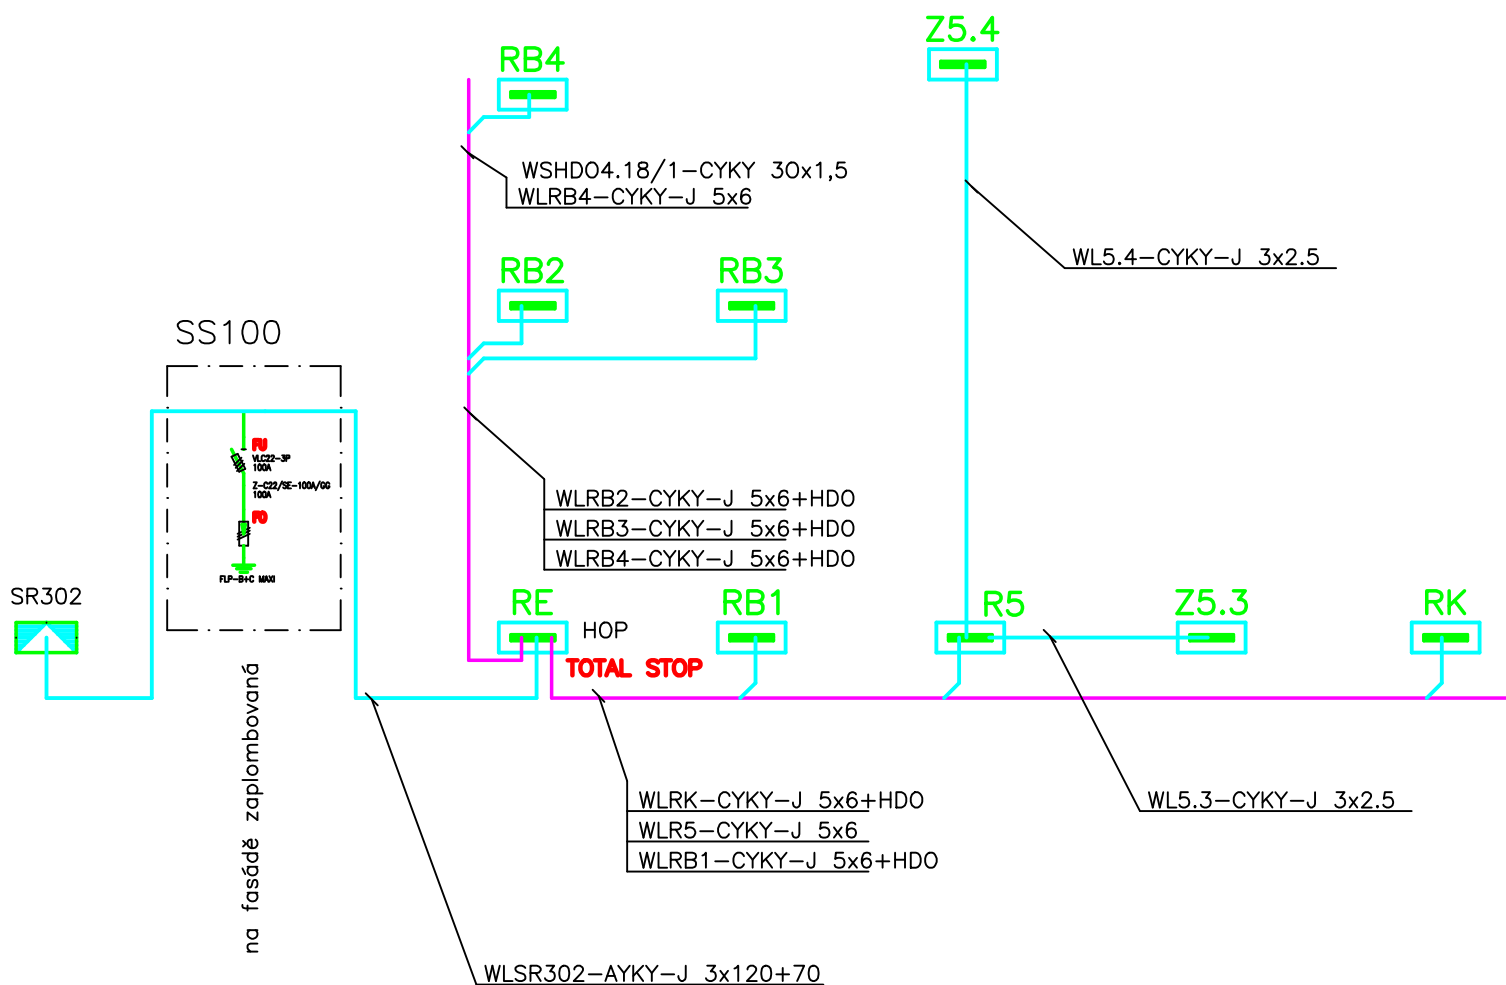 Z5.4
RB4
WSHDO4.18/1-CYKY 3Ox1,5
WLRB4-CYKY-J 5x6
WL5.4-CYKY-J 3x2.5
RB2
RB3
SS100
FU
VLC22-3P
100A
Z-C22/SE-100A/GG
100A
FO
FLP-B+C MAXI
WLRB2-CYKY-J 5x6+HDO
WLRB3-CYKY-J 5x6+HDO
WLRB4-CYKY-J 5x6+HDO
SR302
RE
HOP
TOTAL STOP
RB1
R5
Z5.3
RK
na fasádě zaplombovaná
WLRK-CYKY-J 5x6+HDO
WLR5-CYKY-J 5x6
WLRB1-CYKY-J 5x6+HDO
WL5.3-CYKY-J 3x2.5
WLSR302-AYKY-J 3x120+70